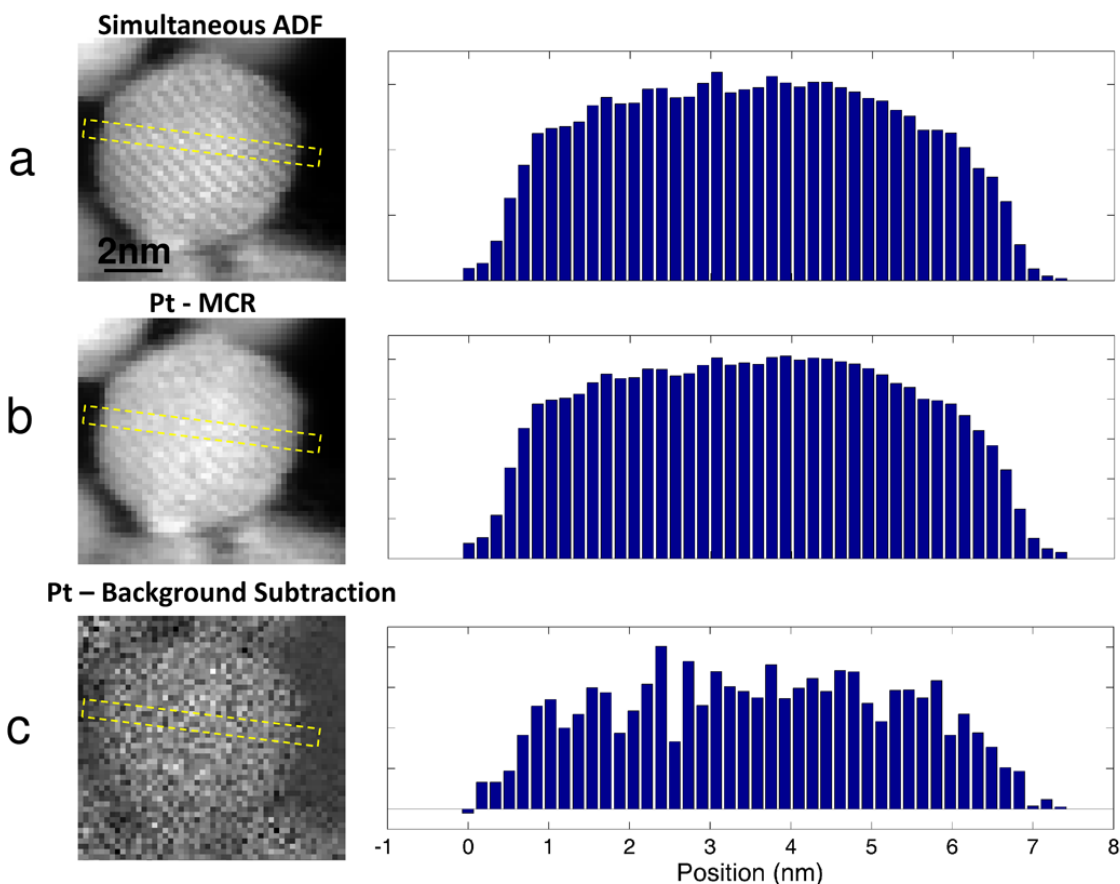 Simultaneous ADF
a
2nm
Pt - MCR
b
Pt – Background Subtraction
c
-1 0 1 2 3 4 5 6 7 8
Position (nm)